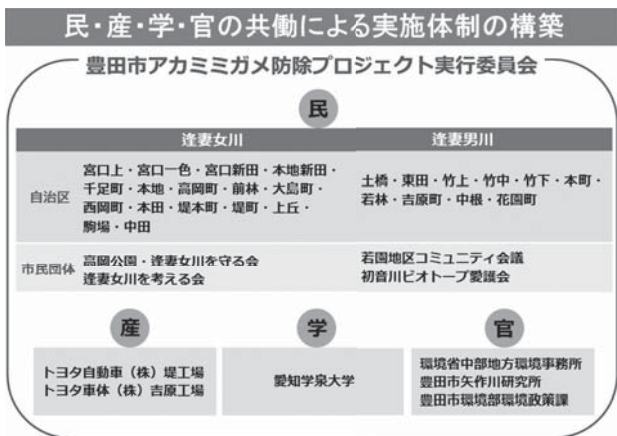 民・産・学・官の共働による実施体制の構築
豊田市アカミミガメ防除プロジェクト実行委員会
民
逢妻女川
逢妻男川
自治区
宮口上・宮口一色・宮口新田・本地新田・
千足町・本地・高岡町・前林・大島町・
西岡町・本田・堤本町・堤町・上丘・
駒場・中田
土橋・東田・竹上・竹中・竹下・本町・
若林・吉原町・中根・花園町
市民団体
高岡公園・逢妻女川を守る会
逢妻女川を考える会
若園地区コミュニティ会議
初音川ビオトープ愛護会
産
トヨタ自動車（株）堤工場
トヨタ車体（株）吉原工場
学
愛知学泉大学
官
環境省中部地方環境事務所
豊田市矢作川研究所
豊田市環境部環境政策課